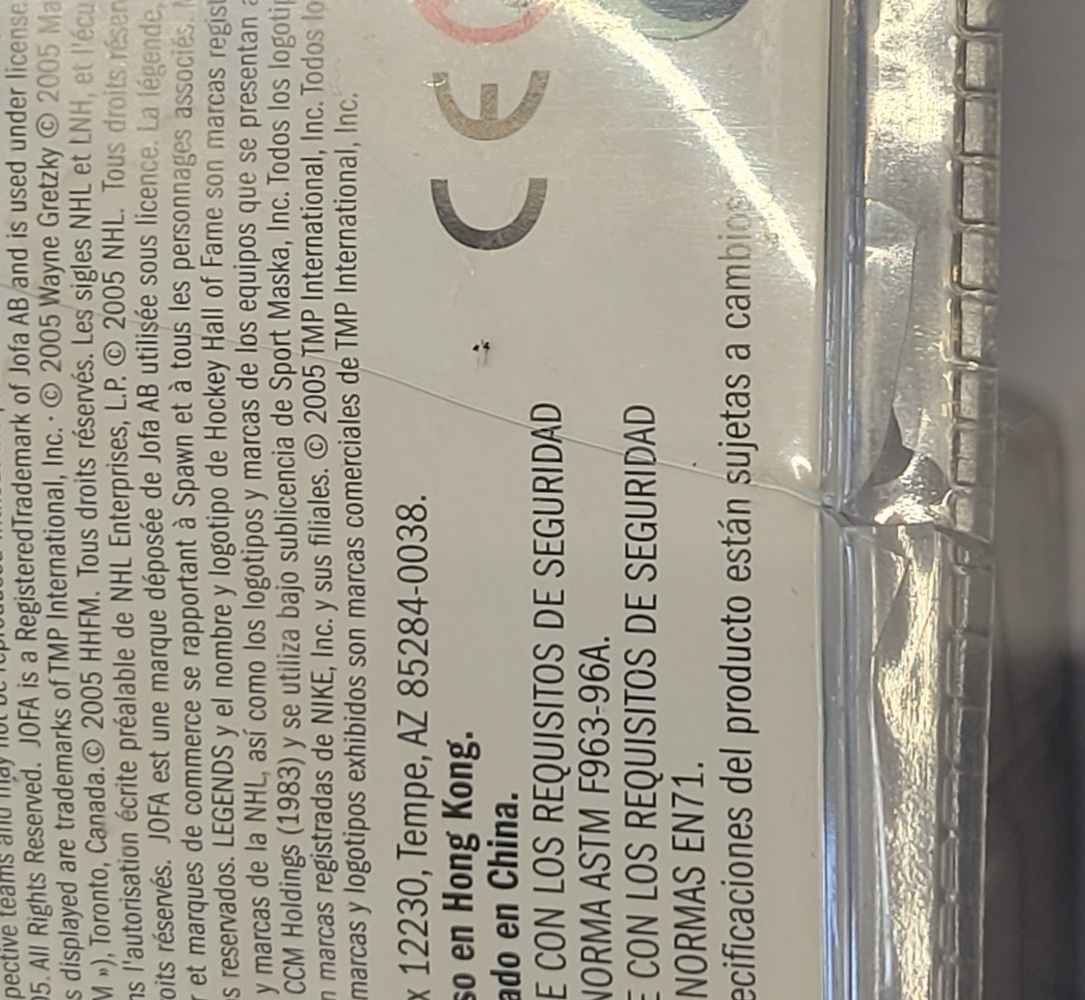 pective teams and may not be reproduced
05. All Rights Reserved. JOFA is a RegisteredTrademark of Jofa AB and is used under license.
s displayed are trademarks of TMP International, Inc. · © 2005 Wayne Gretzky © 2005 Ma
M »), Toronto, Canada.© 2005 HHFM. Tous droits réservés. Les sigles NHL et LNH, et l'écu
ns l'autorisation écrite préalable de NHL Enterprises, L.P. © 2005 NHL. Tous droits réser
oits réservés. JOFA est une marque déposée de Jofa AB utilisée sous licence. La légende,
r et marques de commerce se rapportant à Spawn et à tous les personnages associés.
s reservados. LEGENDS y el nombre y logotipo de Hockey Hall of Fame son marcas regist
y marcas de la NHL, así como los logotipos y marcas de los equipos que se presentan a
CCM Holdings (1983) y se utiliza bajo sublicencia de Sport Maska, Inc. Todos los logotip
n marcas registradas de NIKE, Inc. y sus filiales. © 2005 TMP International, Inc. Todos lo
marcas y logotipos exhibidos son marcas comerciales de TMP International, Inc.
x 12230, Tempe, AZ 85284-0038.
so en Hong Kong.
ado en China.
E CON LOS REQUISITOS DE SEGURIDAD
NORMA ASTM F963-96A.
E CON LOS REQUISITOS DE SEGURIDAD
NORMAS EN71.
ecificaciones del producto están sujetas a cambios
CE